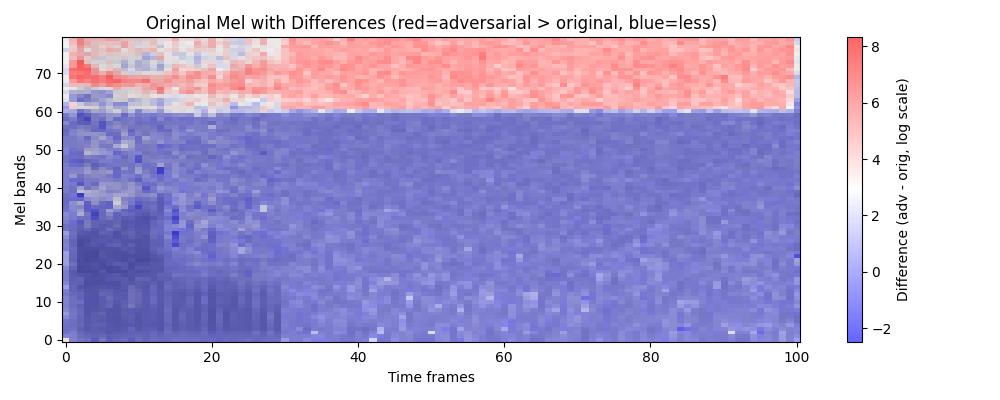 Original Mel with Differences (red=adversarial > original, blue=less)
Mel bands
70
60
50
40
30
20
10
0
0 20 40 60 80 100
Time frames
8
6
4
2
0
−2
Difference (adv - orig, log scale)